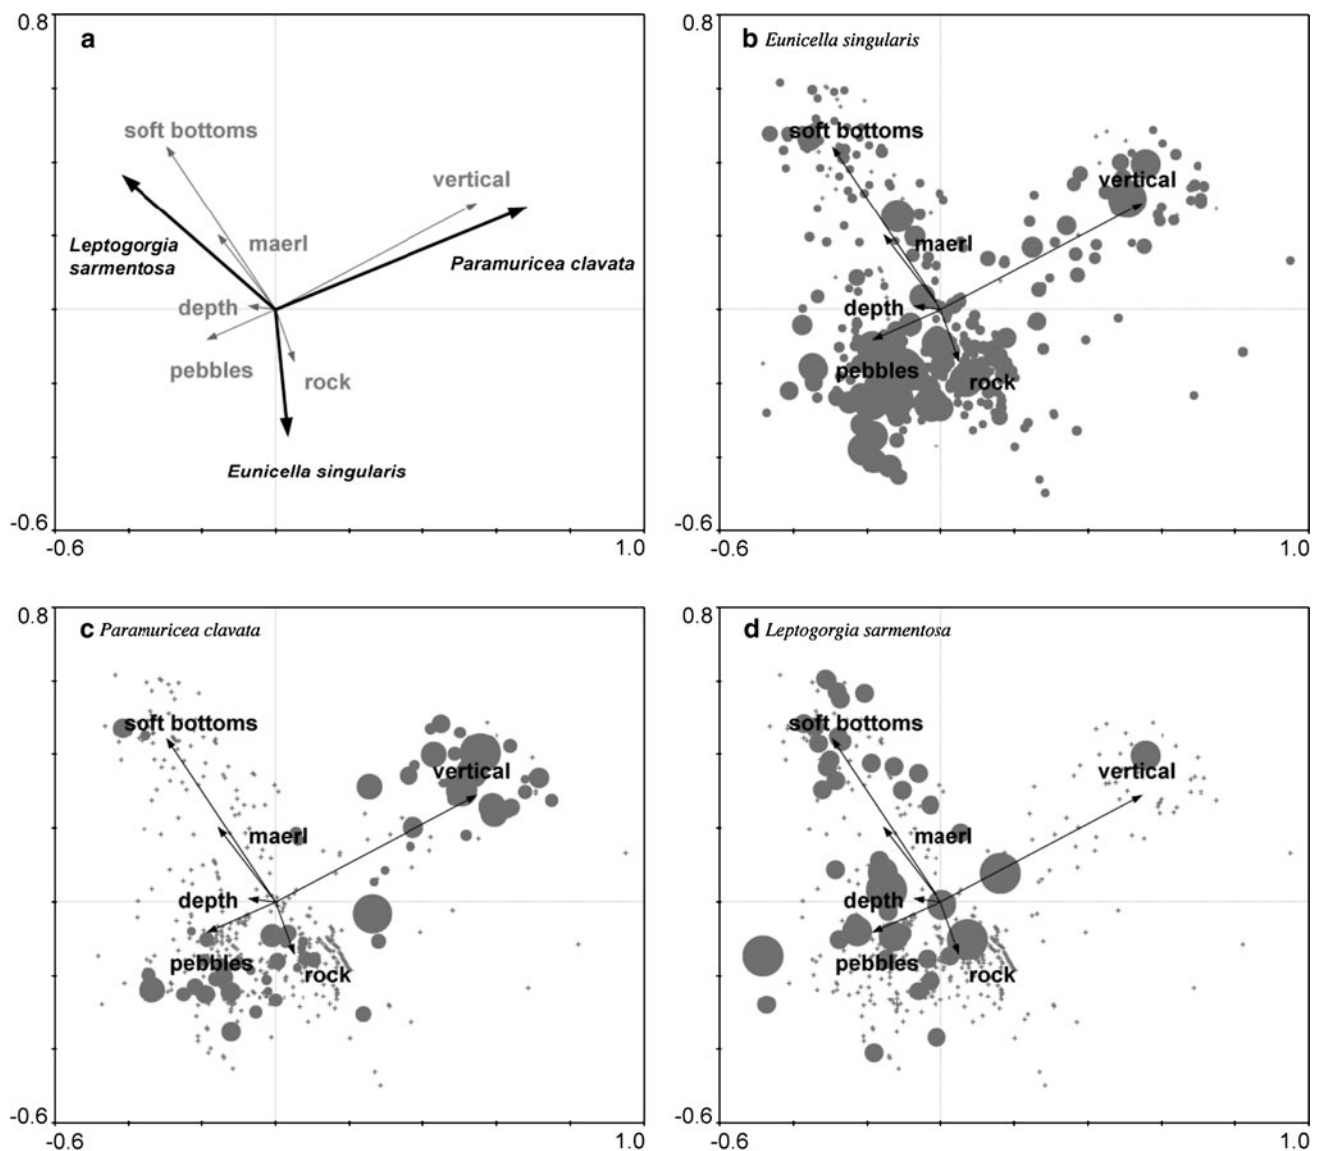 0.8
a
soft bottoms
vertical
maerl
Leptogorgia
sarmentosa
Paramuricea clavata
depth
pebbles
rock
Eunicella singularis
-0.6
-0.6
1.0
0.8
b Eunicella singularis
soft bottoms
vertical
maerl
depth
pebbles
rock
-0.6
-0.6
1.0
0.8
c Paramuricea clavata
soft bottoms
vertical
maerl
depth
pebbles
rock
-0.6
-0.6
1.0
0.8
d Leptogorgia sarmentosa
soft bottoms
vertical
maerl
depth
pebbles
rock
-0.6
-0.6
1.0